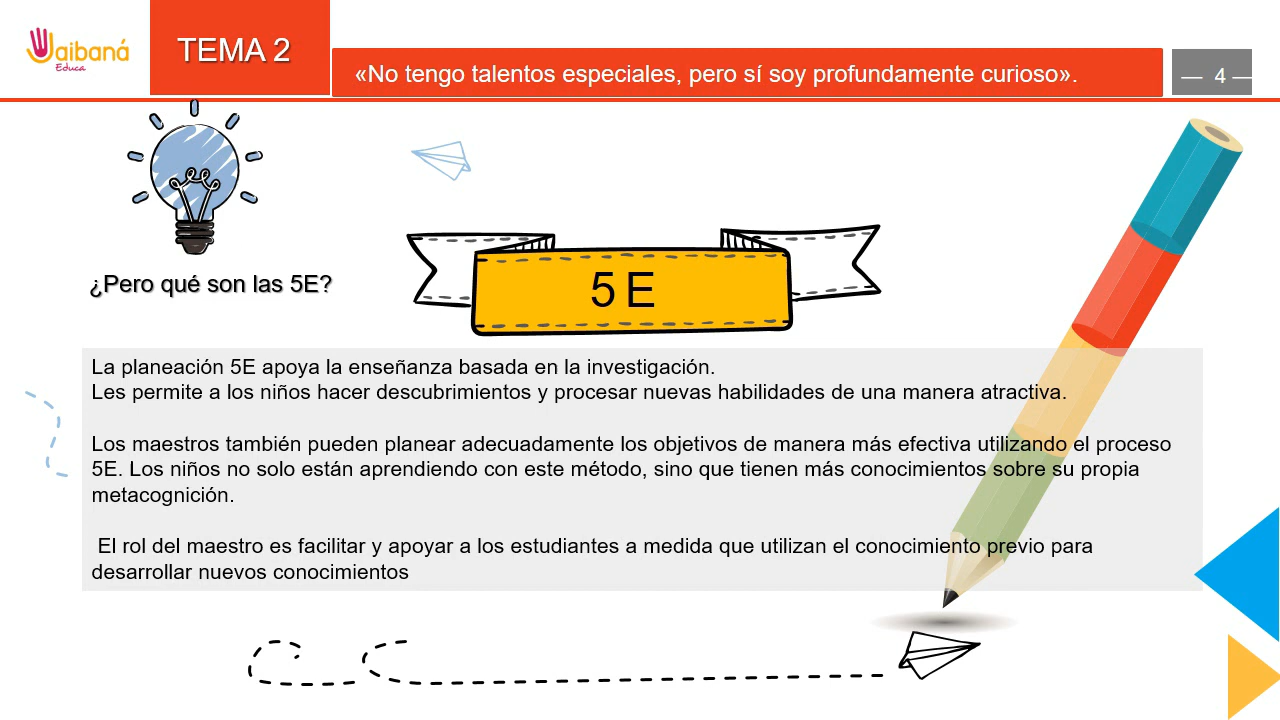 Waibaná
Educa
TEMA 2
«No tengo talentos especiales, pero sí soy profundamente curioso».
— 4 —
¿Pero qué son las 5E?
5 E
La planeación 5E apoya la enseñanza basada en la investigación.
Les permite a los niños hacer descubrimientos y procesar nuevas habilidades de una manera atractiva.
Los maestros también pueden planear adecuadamente los objetivos de manera más efectiva utilizando el proceso
5E. Los niños no solo están aprendiendo con este método, sino que tienen más conocimientos sobre su propia
metacognición.
El rol del maestro es facilitar y apoyar a los estudiantes a medida que utilizan el conocimiento previo para
desarrollar nuevos conocimientos